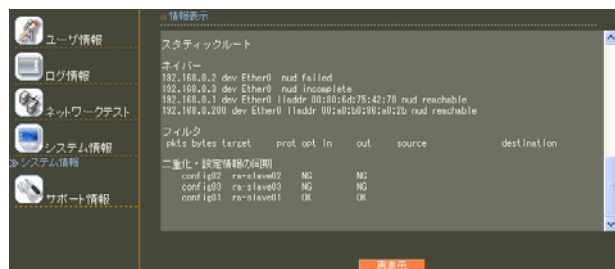 ユーザ情報
ログ情報
ネットワークテスト
システム情報
≫システム情報
サポート情報
情報表示
スタティックルート
ネイバー
192.168.0.2 dev Ether0 nud failed
192.168.0.3 dev Ether0 nud incomplete
192.168.0.1 dev Ether0 lladdr 00:80:6d:75:42:70 nud reachable
192.168.0.200 dev Ether0 lladdr 00:a0:b0:86:a0:2b nud reachable
フィルタ
pkts bytes target prot opt in out source destination
二重化・設定情報の同期
config02 ra-slave02 NG NG
config03 ra-slave03 NG NG
config01 ra-slave01 OK OK
再表示